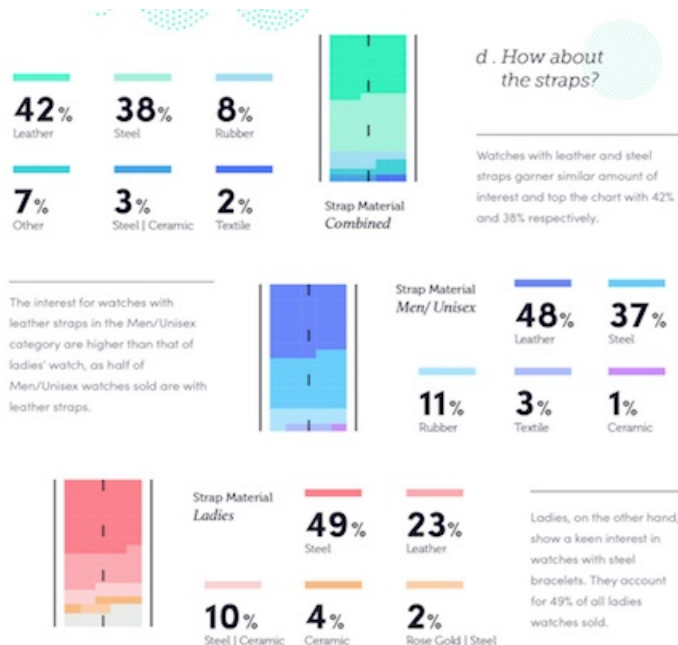 d . How about
the straps?
42%
Leather
38%
Steel
8%
Rubber
7%
Other
3%
Steel | Ceramic
2%
Textile
Strap Material
Combined
Watches with leather and steel
straps garner similar amount of
interest and top the chart with 42%
and 38% respectively.
The interest for watches with
leather straps in the Men/Unisex
category are higher than that of
ladies' watch, as half of
Men/Unisex watches sold are with
leather straps.
Strap Material
Men/ Unisex
48%
Leather
37%
Steel
11%
Rubber
3%
Textile
1%
Ceramic
Strap Material
Ladies
49%
Steel
23%
Leather
10%
Steel | Ceramic
4%
Ceramic
2%
Rose Gold | Steel
Ladies, on the other hand,
show a keen interest in
watches with steel
bracelets. They account
for 49% of all ladies
watches sold.